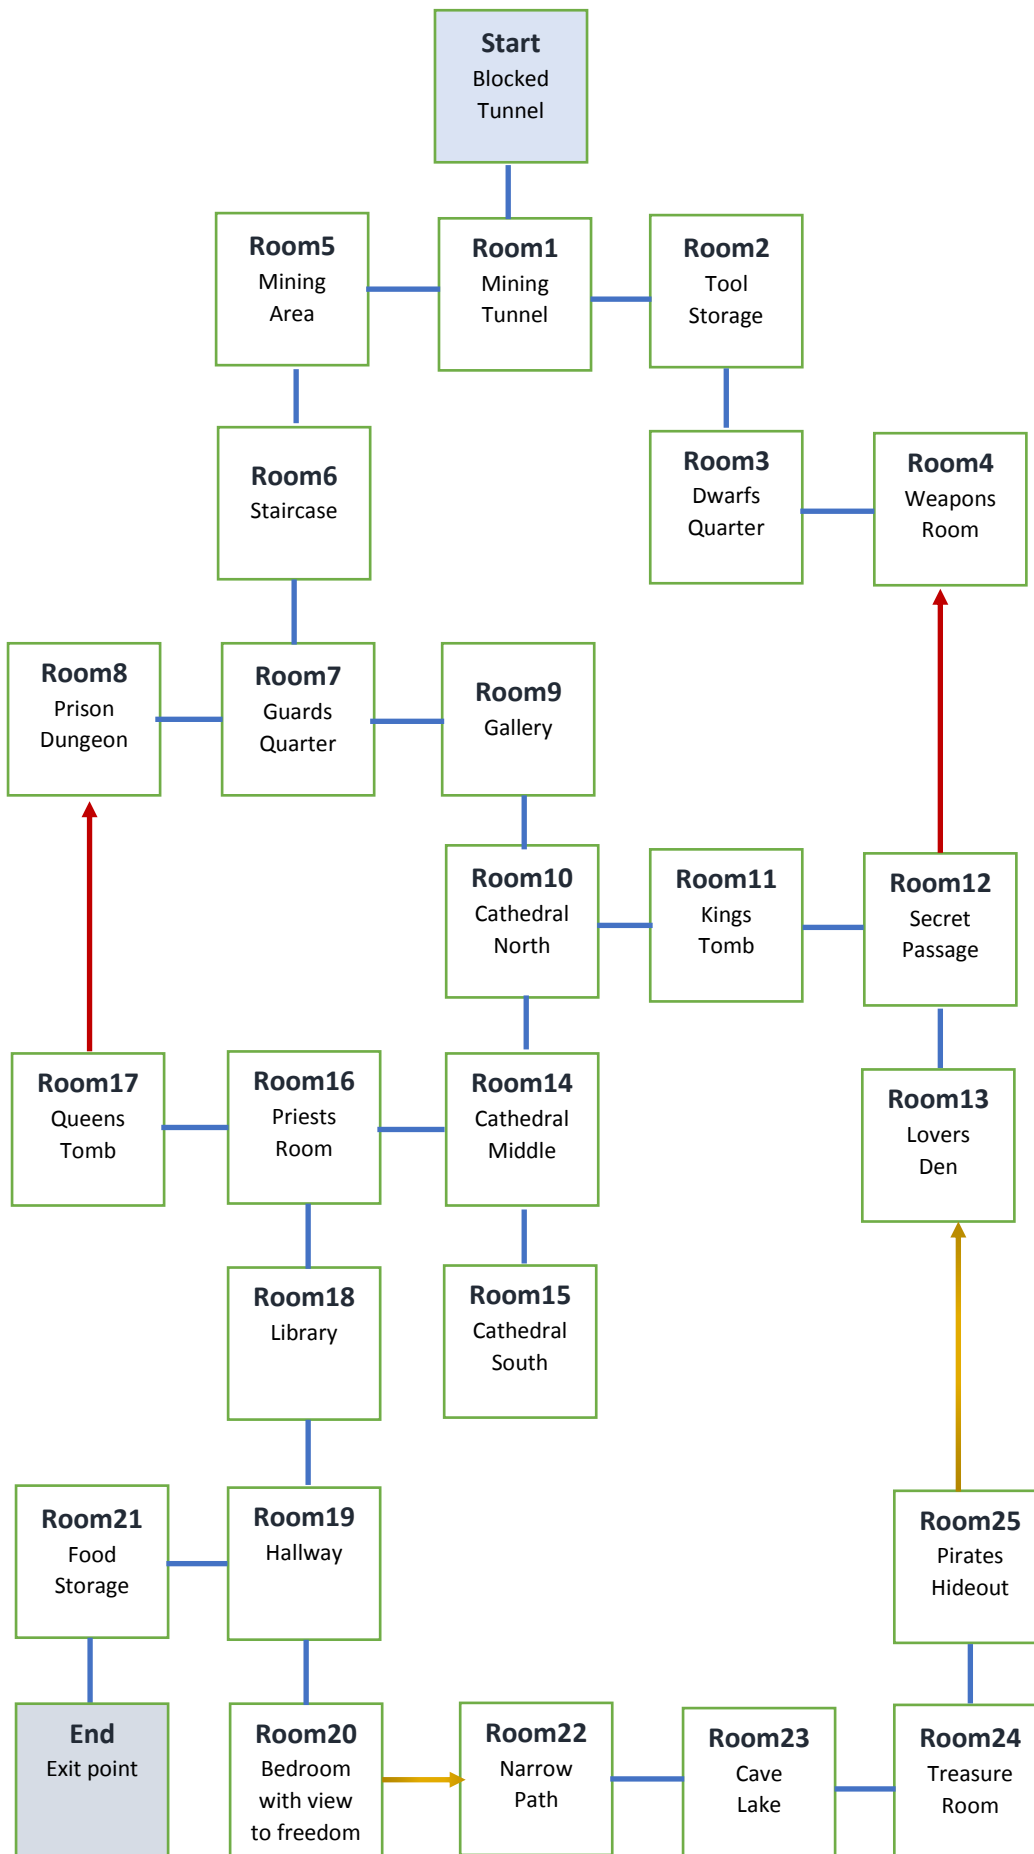 Start
Blocked
Tunnel
Room5
Mining
Area
Room1
Mining
Tunnel
Room2
Tool
Storage
Room6
Staircase
Room3
Dwarfs
Quarter
Room4
Weapons
Room
Room8
Prison
Dungeon
Room7
Guards
Quarter
Room9
Gallery
Room10
Cathedral
North
Room11
Kings
Tomb
Room12
Secret
Passage
Room17
Queens
Tomb
Room16
Priests
Room
Room14
Cathedral
Middle
Room13
Lovers
Den
Room18
Library
Room15
Cathedral
South
Room21
Food
Storage
Room19
Hallway
Room25
Pirates
Hideout
End
Exit point
Room20
Bedroom
with view
to freedom
Room22
Narrow
Path
Room23
Cave
Lake
Room24
Treasure
Room